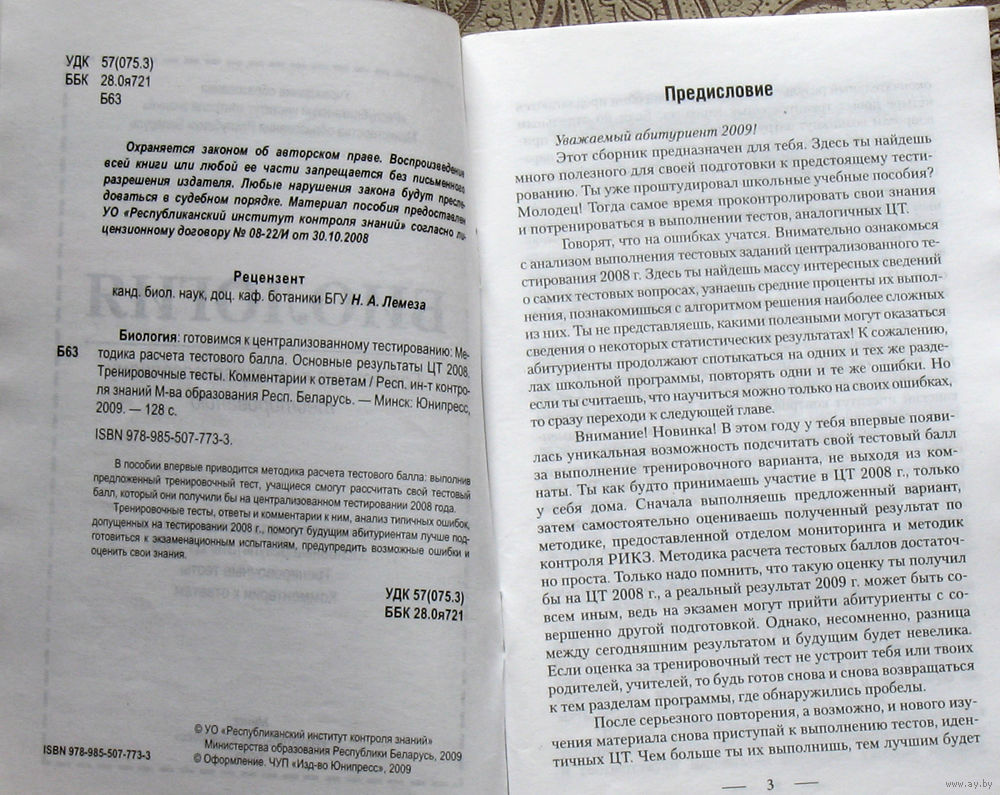 УДК 57(075.3)
ББК 28.0я721
Б63
Охраняется законом об авторском праве. Воспроизведение
всей книги или любой ее части запрещается без письменного
разрешения издателя. Любые нарушения закона будут пресле-
доваться в судебном порядке. Материал пособия предоставлен
УО «Республиканский институт контроля знаний» согласно ли-
цензионному договору № 08-22/И от 30.10.2008
Рецензент
канд. биол. наук, доц. каф. ботаники БГУ Н. А. Лемеза
Биология: готовимся к централизованному тестированию: Ме-
Б63 тодика расчета тестового балла. Основные результаты ЦТ 2008.
Тренировочные тесты. Комментарии к ответам / Респ. ин-т контро-
ля знаний М-ва образования Респ. Беларусь. — Минск: Юнипресс,
2009. — 128 с.
ISBN 978-985-507-773-3.
В пособии впервые приводится методика расчета тестового балла: выполнив
предложенный тренировочный тест, учащиеся смогут рассчитать свой тестовый
балл, который они получили бы на централизованном тестировании 2008 года.
Тренировочные тесты, ответы и комментарии к ним, анализ типичных ошибок,
допущенных на тестировании 2008 г., помогут будущим абитуриентам лучше под-
готовиться к экзаменационным испытаниям, предупредить возможные ошибки и
оценить свои знания.
УДК 57(075.3)
ББК 28.0я721
© УО «Республиканский институт контроля знаний»
Министерства образования Республики Беларусь, 2009
ISBN 978-985-507-773-3
© Оформление. ЧУП «Изд-во Юнипресс», 2009
Предисловие
Уважаемый абитуриент 2009!
Этот сборник предназначен для тебя. Здесь ты найдешь
много полезного для своей подготовки к предстоящему тести-
рованию. Ты уже проштудировал школьные учебные пособия?
Молодец! Тогда самое время проконтролировать свои знания
и потренироваться в выполнении тестов, аналогичных ЦТ.
Говорят, что на ошибках учатся. Внимательно ознакомься
с анализом выполнения тестовых заданий централизованного те-
стирования 2008 г. Здесь ты найдешь массу интересных сведений
о самих тестовых вопросах, узнаешь средние проценты их выпол-
нения, познакомишься с алгоритмом решения наиболее сложных
из них. Ты не представляешь, какими полезными могут оказаться
сведения о некоторых статистических результатах! К сожалению,
абитуриенты продолжают спотыкаться на одних и тех же разде-
лах школьной программы, повторять одни и те же ошибки. Но
если ты считаешь, что научиться можно только на своих ошибках,
то сразу переходи к следующей главе.
Внимание! Новинка! В этом году у тебя впервые появи-
лась уникальная возможность подсчитать свой тестовый балл
за выполнение тренировочного варианта, не выходя из ком-
наты. Ты как будто принимаешь участие в ЦТ 2008 г., только
у себя дома. Сначала выполняешь предложенный вариант,
затем самостоятельно оцениваешь полученный результат по
методике, предоставленной отделом мониторинга и методик
контроля РИКЗ. Методика расчета тестовых баллов достаточ-
но проста. Только надо помнить, что такую оценку ты получил
бы на ЦТ 2008 г., а реальный результат 2009 г. может быть со-
всем иным, ведь на экзамен могут прийти абитуриенты с со-
вершенно другой подготовкой. Однако, несомненно, разница
между сегодняшним результатом и будущим будет невелика.
Если оценка за тренировочный тест не устроит тебя или твоих
родителей, учителей, то будь готов снова и снова возвращаться
к тем разделам программы, где обнаружились пробелы.
После серьезного повторения, а возможно, и нового изу-
чения материала снова приступай к выполнению тестов, иден-
тичных ЦТ. Чем больше ты их выполнишь, тем лучшим будет
— 3 —
www.ay.by